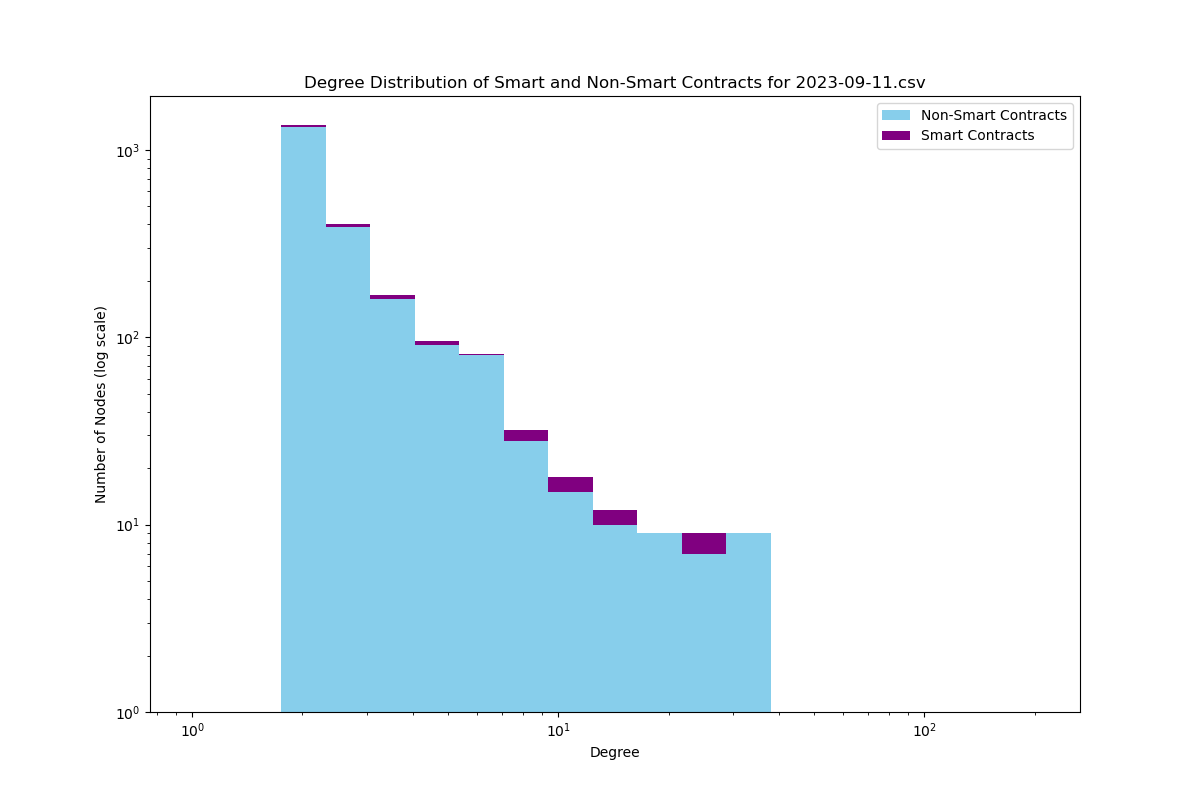 Degree Distribution of Smart and Non-Smart Contracts for 2023-09-11.csv
Non-Smart Contracts
Smart Contracts
Number of Nodes (log scale)
10³
10²
10¹
10⁰
10⁰ 10¹ 10²
Degree